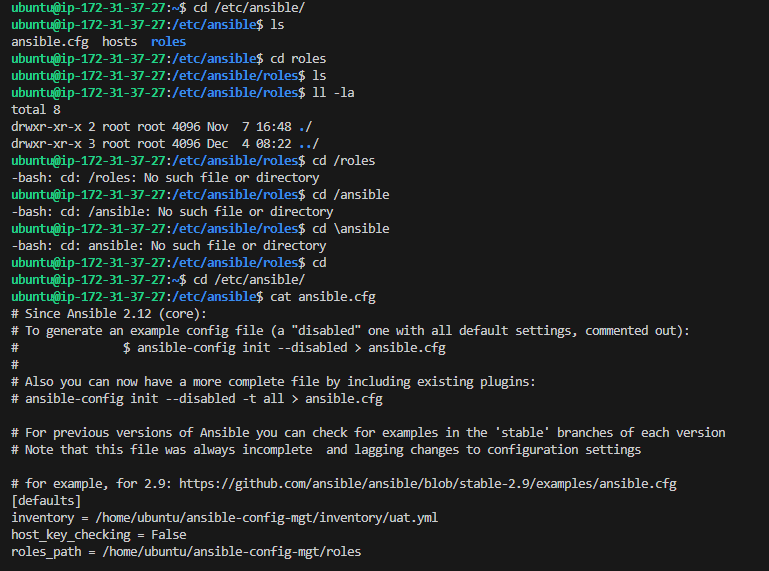 ubuntu@ip-172-31-37-27:~$ cd /etc/ansible/
ubuntu@ip-172-31-37-27:/etc/ansible$ ls
ansible.cfg  hosts  roles
ubuntu@ip-172-31-37-27:/etc/ansible$ cd roles
ubuntu@ip-172-31-37-27:/etc/ansible/roles$ ls
ubuntu@ip-172-31-37-27:/etc/ansible/roles$ ll -la
total 8
drwxr-xr-x 2 root root 4096 Nov  7 16:48 ./
drwxr-xr-x 3 root root 4096 Dec  4 08:22 ../
ubuntu@ip-172-31-37-27:/etc/ansible/roles$ cd /roles
-bash: cd: /roles: No such file or directory
ubuntu@ip-172-31-37-27:/etc/ansible/roles$ cd /ansible
-bash: cd: /ansible: No such file or directory
ubuntu@ip-172-31-37-27:/etc/ansible/roles$ cd \ansible
-bash: cd: ansible: No such file or directory
ubuntu@ip-172-31-37-27:/etc/ansible/roles$ cd
ubuntu@ip-172-31-37-27:~$ cd /etc/ansible/
ubuntu@ip-172-31-37-27:/etc/ansible$ cat ansible.cfg
# Since Ansible 2.12 (core):
# To generate an example config file (a "disabled" one with all default settings, commented out):
#               $ ansible-config init --disabled > ansible.cfg
#
# Also you can now have a more complete file by including existing plugins:
# ansible-config init --disabled -t all > ansible.cfg

# For previous versions of Ansible you can check for examples in the 'stable' branches of each version
# Note that this file was always incomplete  and lagging changes to configuration settings

# for example, for 2.9: https://github.com/ansible/ansible/blob/stable-2.9/examples/ansible.cfg
[defaults]
inventory = /home/ubuntu/ansible-config-mgt/inventory/uat.yml
host_key_checking = False
roles_path = /home/ubuntu/ansible-config-mgt/roles